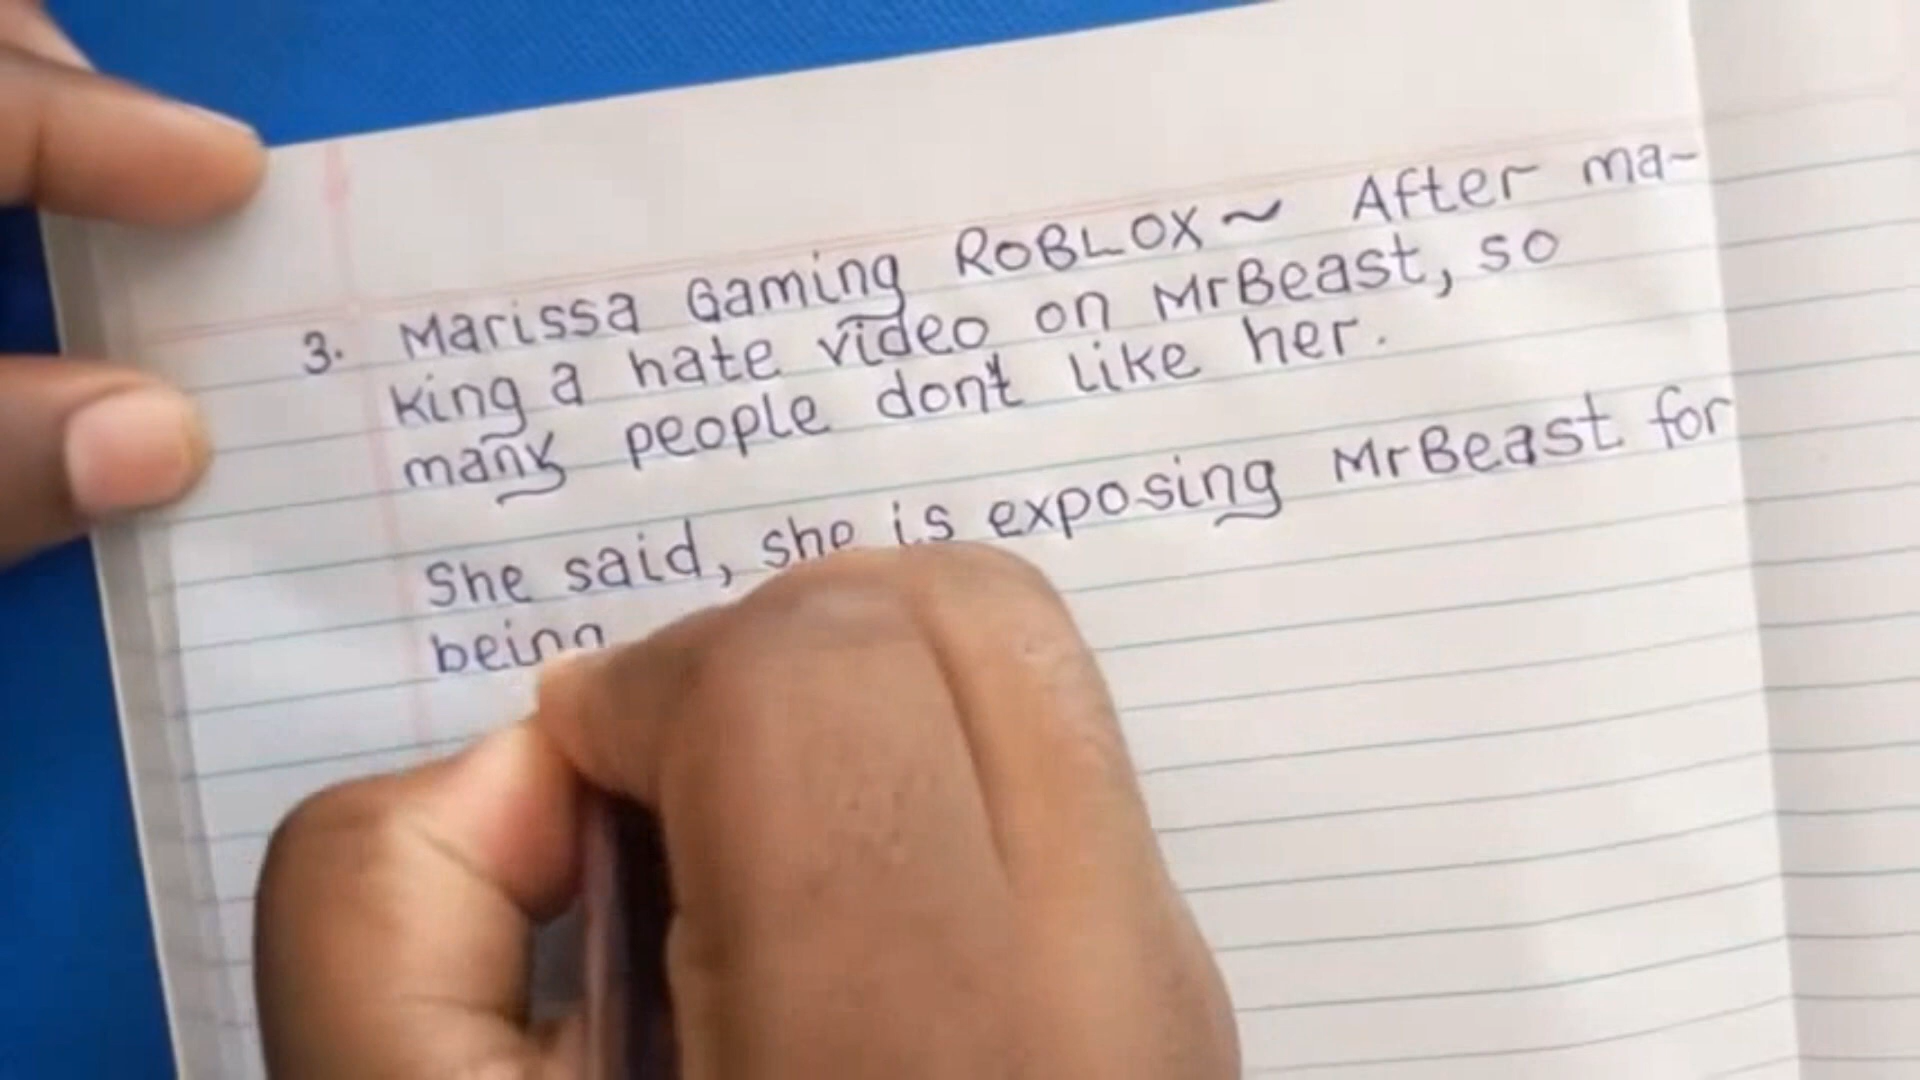 3. Marissa Gaming ROBLOX ~ After ma-
king a hate video on MrBeast, so
many people don't like her.
She said, she is exposing MrBeast for
being